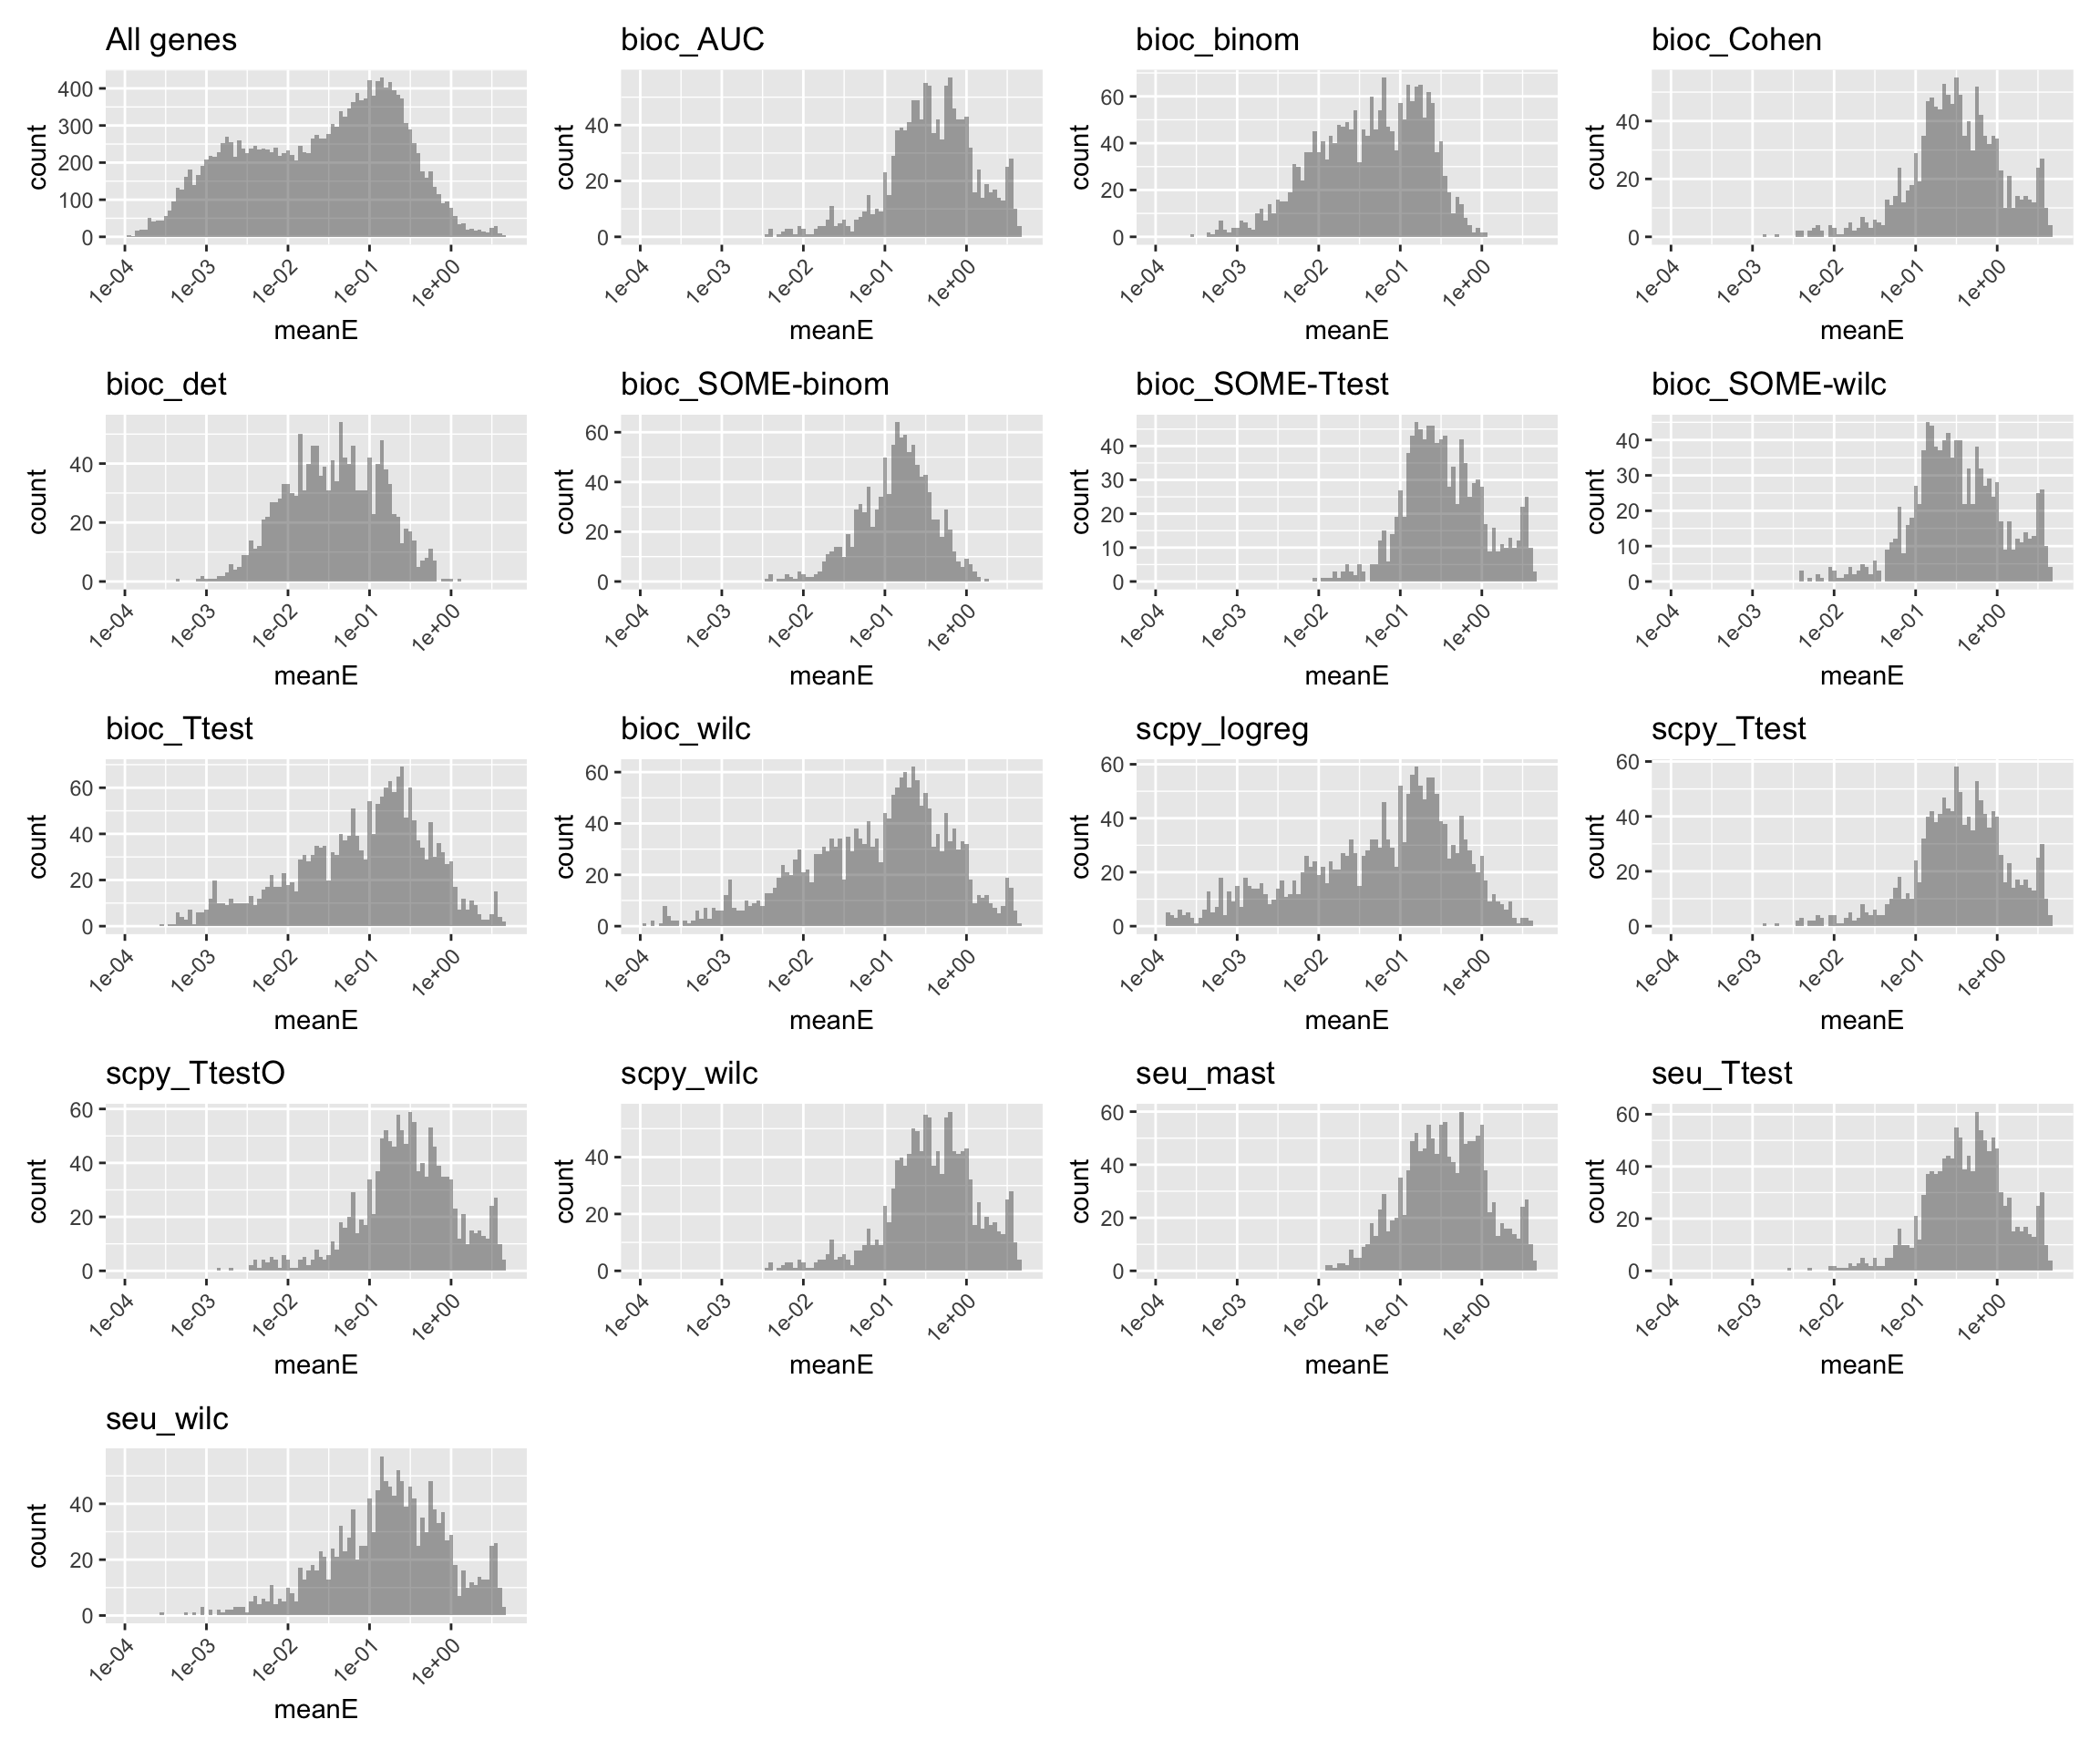 All genes
bioc_AUC
bioc_binom
bioc_Cohen
count
400
300
200
100
0
1e-04
1e-03
1e-02
1e-01
1e+00
meanE
count
40
20
0
1e-04
1e-03
1e-02
1e-01
1e+00
meanE
count
60
40
20
0
1e-04
1e-03
1e-02
1e-01
1e+00
meanE
count
40
20
0
1e-04
1e-03
1e-02
1e-01
1e+00
meanE
bioc_det
bioc_SOME-binom
bioc_SOME-Ttest
bioc_SOME-wilc
count
40
20
0
1e-04
1e-03
1e-02
1e-01
1e+00
meanE
count
60
40
20
0
1e-04
1e-03
1e-02
1e-01
1e+00
meanE
count
40
30
20
10
0
1e-04
1e-03
1e-02
1e-01
1e+00
meanE
count
40
30
20
10
0
1e-04
1e-03
1e-02
1e-01
1e+00
meanE
bioc_Ttest
bioc_wilc
scpy_logreg
scpy_Ttest
count
60
40
20
0
1e-04
1e-03
1e-02
1e-01
1e+00
meanE
count
60
40
20
0
1e-04
1e-03
1e-02
1e-01
1e+00
meanE
count
60
40
20
0
1e-04
1e-03
1e-02
1e-01
1e+00
meanE
count
60
40
20
0
1e-04
1e-03
1e-02
1e-01
1e+00
meanE
scpy_TtestO
scpy_wilc
seu_mast
seu_Ttest
count
60
40
20
0
1e-04
1e-03
1e-02
1e-01
1e+00
meanE
count
40
20
0
1e-04
1e-03
1e-02
1e-01
1e+00
meanE
count
60
40
20
0
1e-04
1e-03
1e-02
1e-01
1e+00
meanE
count
60
40
20
0
1e-04
1e-03
1e-02
1e-01
1e+00
meanE
seu_wilc
count
40
20
0
1e-04
1e-03
1e-02
1e-01
1e+00
meanE